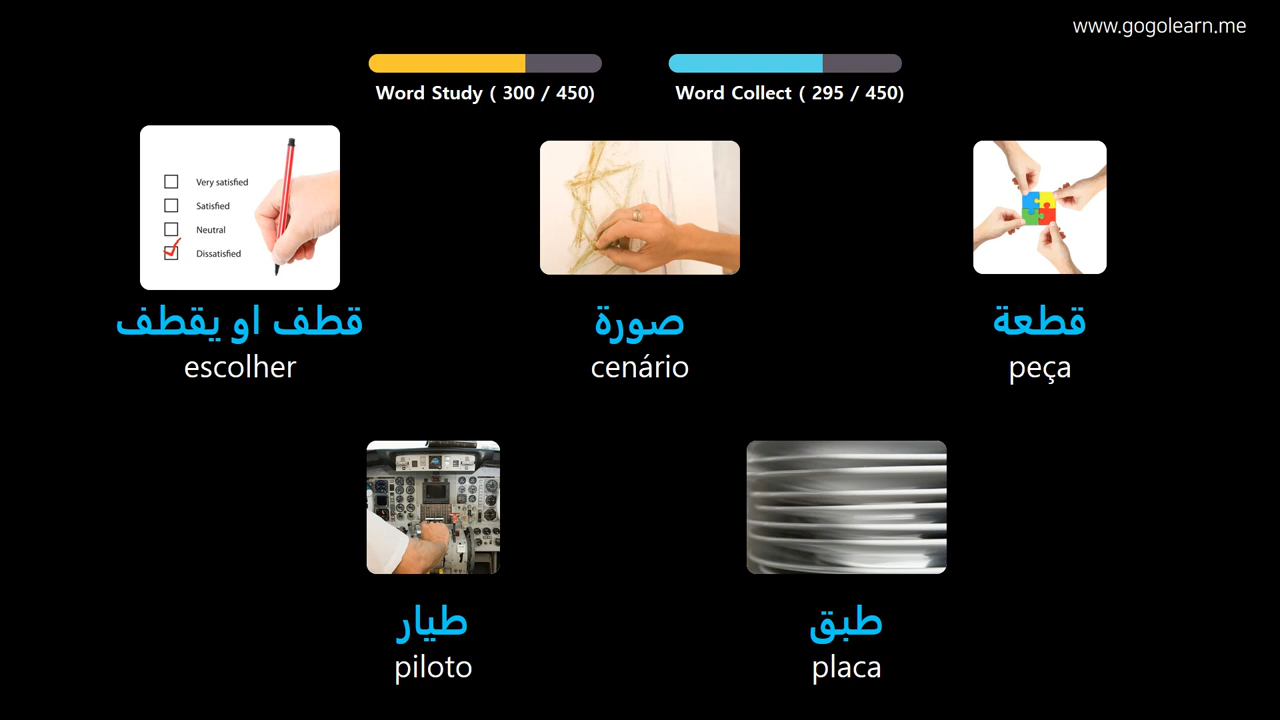 www.gogolearn.me
Word Study ( 300 / 450)
Word Collect ( 295 / 450)
Very satisfied
Satisfied
Neutral
Dissatisfied
قطف او يقطف
escolher
صورة
cenário
قطعة
peça
طيار
piloto
طبق
placa